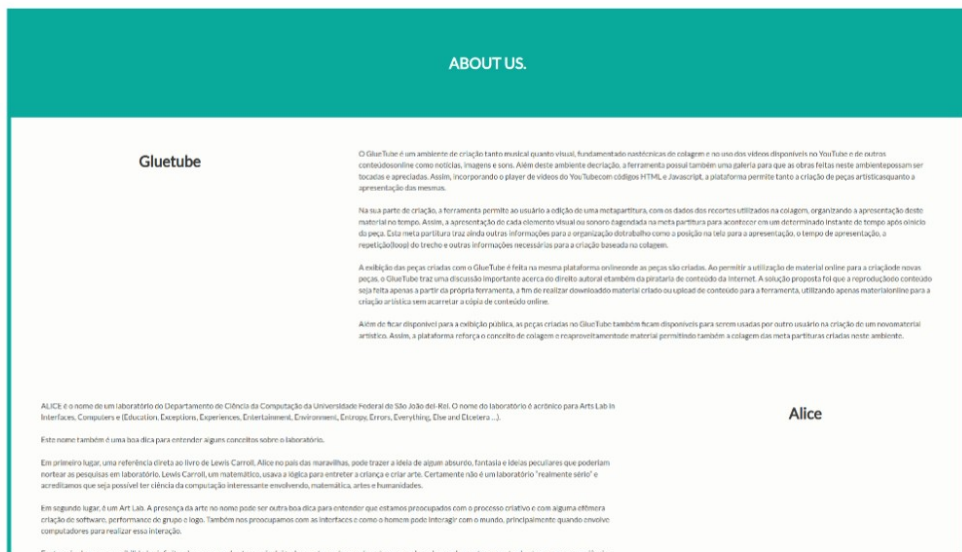 ABOUT US.
Gluetube
O GlueTube é um ambiente de criação tanto musical quanto visual, fundamentado nastécnicas de colagem e no uso dos vídeos disponíveis no YouTube e de outros
conteúdosonline como notícias, imagens e sons. Além deste ambiente decriação, a ferramenta possui também uma galeria para que as obras feitas neste ambientepossam ser
tocadas e apreciadas. Assim, incorporando o player de vídeos do YouTubecom códigos HTML e Javascript, a plataforma permite tanto a criação de peças artísticasquanto a
apresentação das mesmas.
Na sua parte de criação, a ferramenta permite ao usuário a edição de uma metapartitura, com os dados dos recortes utilizados na colagem, organizando a apresentação deste
material no tempo. Assim, a apresentação de cada elemento visual ou sonoro éagendada na meta partitura para acontecer em um determinado instante de tempo após oinício
da peça. Esta meta partitura traz ainda outras informações para a organização dotrabalho como a posição na tela para a apresentação, o tempo de apresentação, a
repetição(loop) do trecho e outras informações necessárias para a criação baseada na colagem.
A exibição das peças criadas com o GlueTube é feita na mesma plataforma onlineonde as peças são criadas. Ao permitir a utilização de material online para a criaçãode novas
peças, o GlueTube traz uma discussão importante acerca do direito autoral etambém da pirataria de conteúdo da Internet. A solução proposta foi que a reproduçãodo conteúdo
seja feita apenas a partir da própria ferramenta, a fim de realizar downloaddo material criado ou upload de conteúdo para a ferramenta, utilizando apenas materialonline para a
criação artística sem acarretar a cópia de conteúdo online.
Além de ficar disponível para a exibição pública, as peças criadas no GlueTube também ficam disponíveis para serem usadas por outro usuário na criação de um novomaterial
artístico. Assim, a plataforma reforça o conceito de colagem e reaproveitamentode material permitindo também a colagem das meta partituras criadas neste ambiente.
Alice
ALICE é o nome de um laboratório do Departamento de Ciência da Computação da Universidade Federal de São João del-Rei. O nome do laboratório é acrônico para Arts Lab in
Interfaces, Computers e (Education, Exceptions, Experiences, Entertainment, Environment, Entropy, Errors, Everything, Else and Etcetera ...).
Este nome também é uma boa dica para entender alguns conceitos sobre o laboratório.
Em primeiro lugar, uma referência direta ao livro de Lewis Carroll, Alice no país das maravilhas, pode trazer a ideia de algum absurdo, fantasia e ideias peculiares que poderiam
nortear as pesquisas em laboratório. Lewis Carroll, um matemático, usava a lógica para entreter a criança e criar arte. Certamente não é um laboratório "realmente sério" e
acreditamos que seja possível ter ciência da computação interessante envolvendo, matemática, artes e humanidades.
Em segundo lugar, é um Art Lab. A presença da arte no nome pode ser outra boa dica para entender que estamos preocupados com o processo criativo e com alguma efêmera
criação de software, performance de grupo e logo. Também nos preocupamos com as interfaces e como o homem pode interagir com o mundo, principalmente quando envolve
computadores para realizar essa interação.